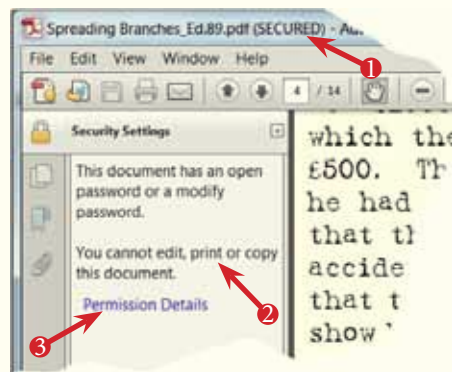 Spreading Branches_Ed.89.pdf (SECURED) - 
1
File Edit View Window Help
4 / 14
Security Settings
This document has an open
password or a modify
password.
You cannot edit, print or copy
this document.
2
Permission Details
3
which the
£500. Th
he had
that th
accide
that t
show